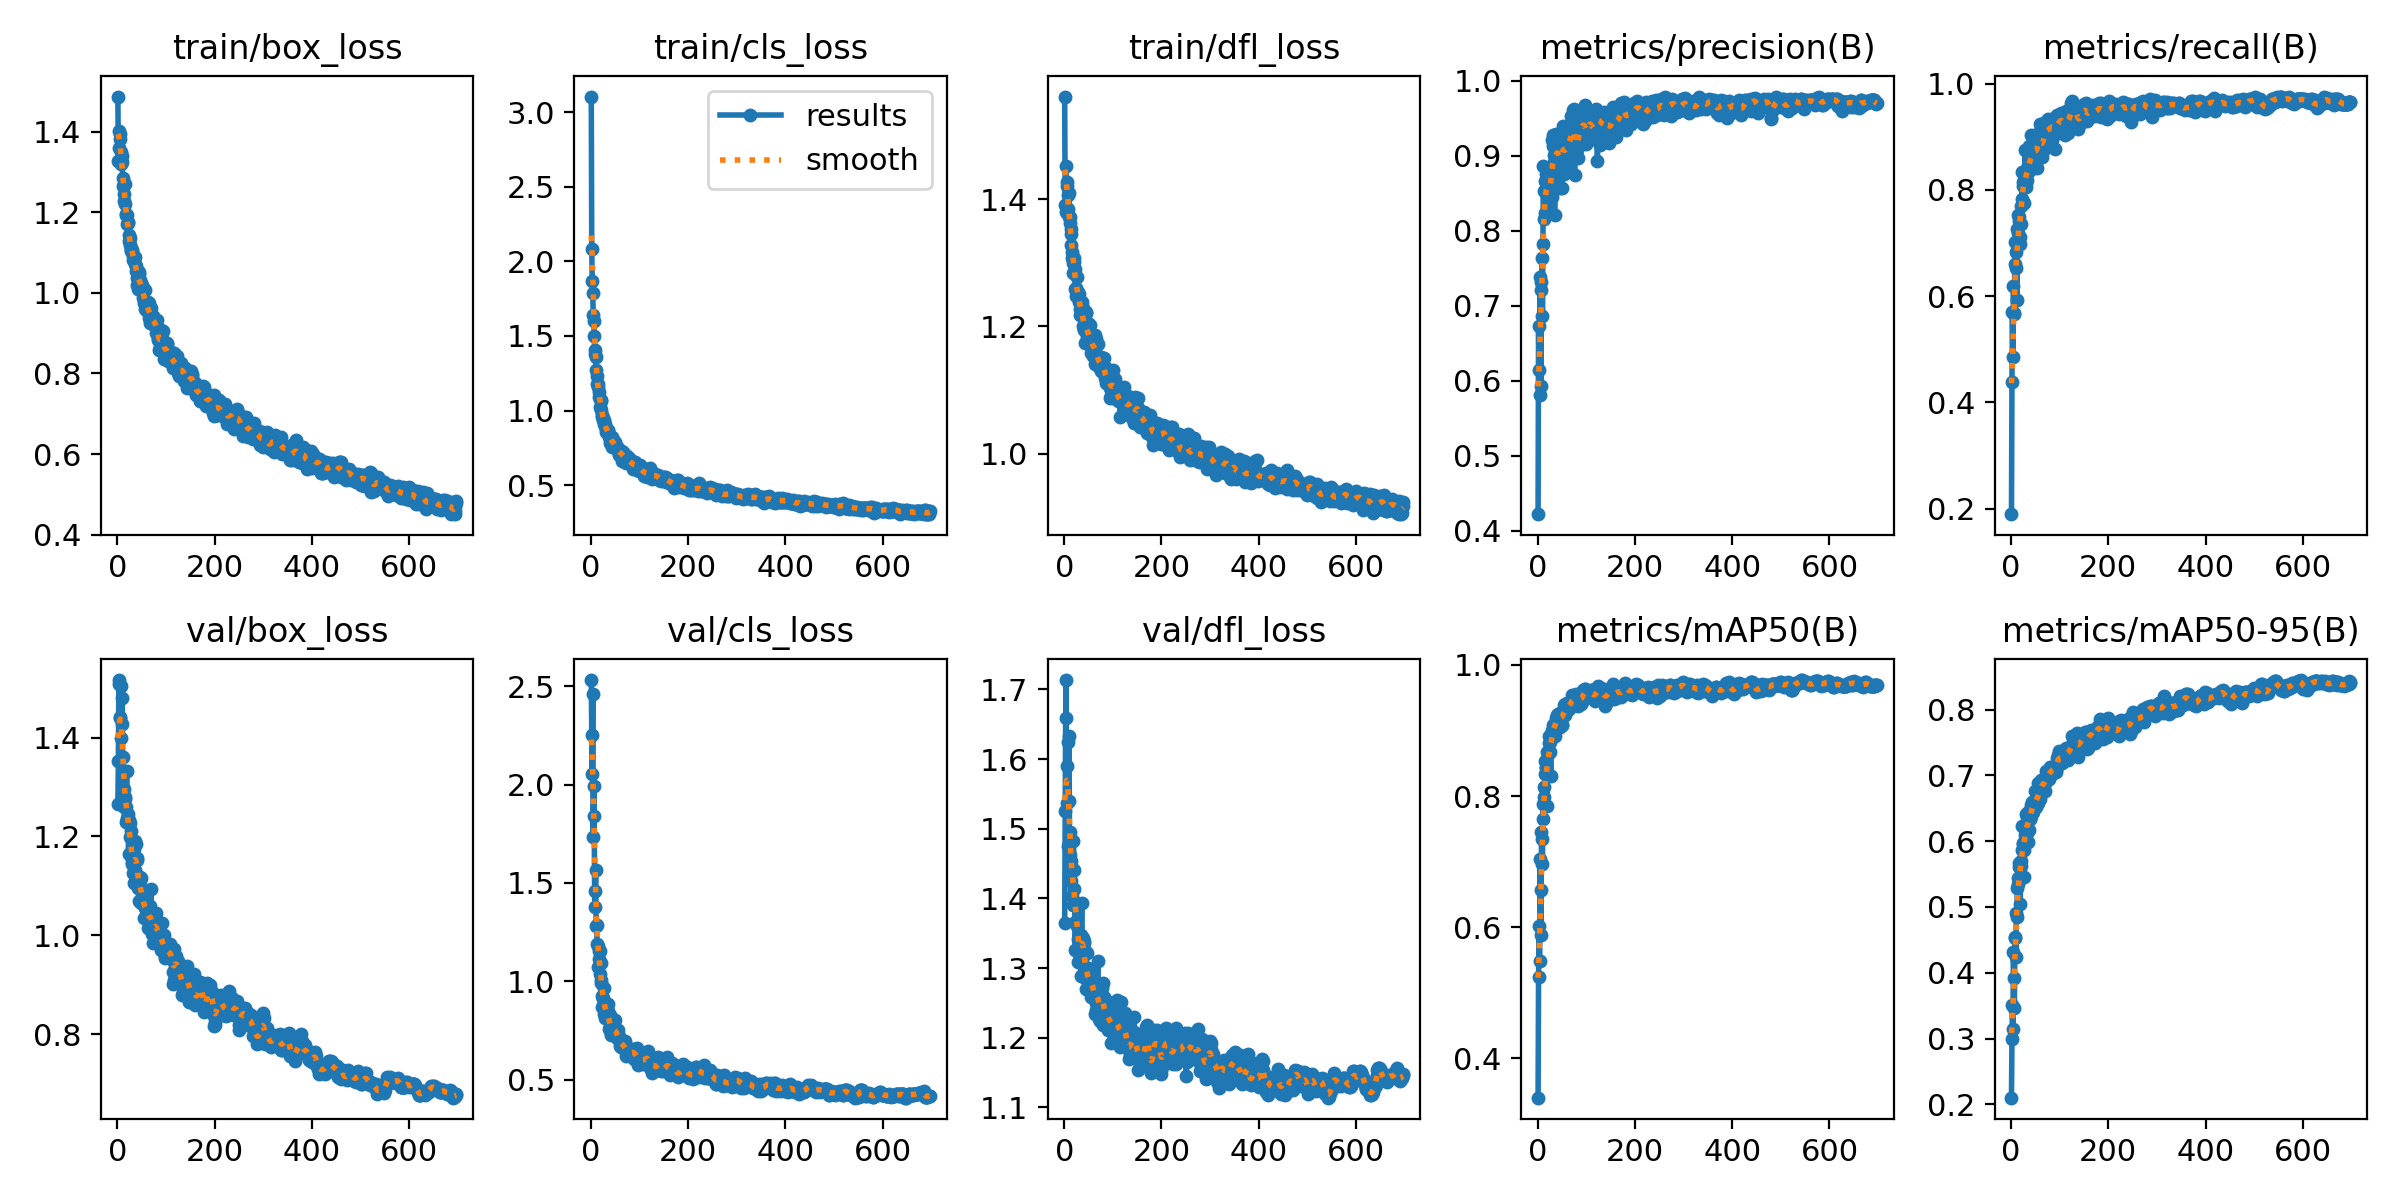 train/box_loss
1.4
1.2
1.0
0.8
0.6
0.4
0 200 400 600
train/cls_loss
results
smooth
3.0
2.5
2.0
1.5
1.0
0.5
0 200 400 600
train/dfl_loss
1.4
1.2
1.0
0 200 400 600
metrics/precision(B)
1.0
0.9
0.8
0.7
0.6
0.5
0.4
0 200 400 600
metrics/recall(B)
1.0
0.8
0.6
0.4
0.2
0 200 400 600
val/box_loss
1.4
1.2
1.0
0.8
0 200 400 600
val/cls_loss
2.5
2.0
1.5
1.0
0.5
0 200 400 600
val/dfl_loss
1.7
1.6
1.5
1.4
1.3
1.2
1.1
0 200 400 600
metrics/mAP50(B)
1.0
0.8
0.6
0.4
0 200 400 600
metrics/mAP50-95(B)
0.8
0.7
0.6
0.5
0.4
0.3
0.2
0 200 400 600